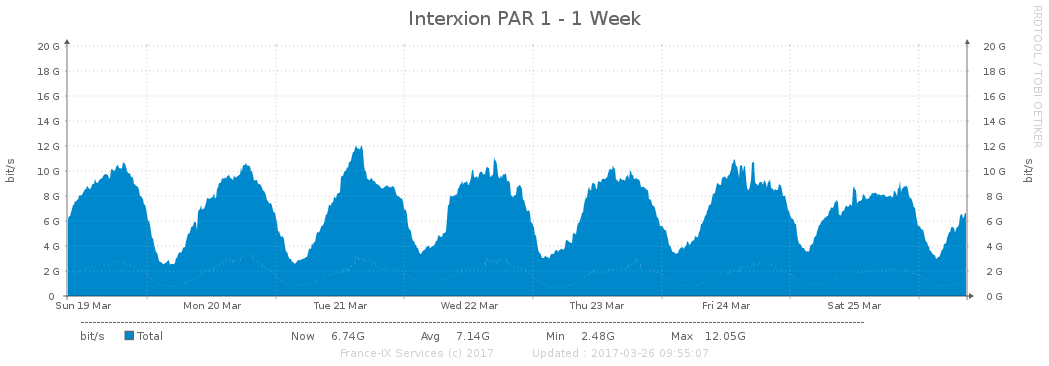 Interxion PAR 1 - 1 Week
RRDTOOL / TOBI OETIKER
bit/s
bit/s
20 G 20 G
18 G 18 G
16 G 16 G
14 G 14 G
12 G 12 G
10 G 10 G
8 G 8 G
6 G 6 G
4 G 4 G
2 G 2 G
0 0 G
Sun 19 Mar Mon 20 Mar Tue 21 Mar Wed 22 Mar Thu 23 Mar Fri 24 Mar Sat 25 Mar
bit/s Total Now 6.74G Avg 7.14G Min 2.48G Max 12.05G
France-IX Services (c) 2017 Updated : 2017-03-26 09:55:07